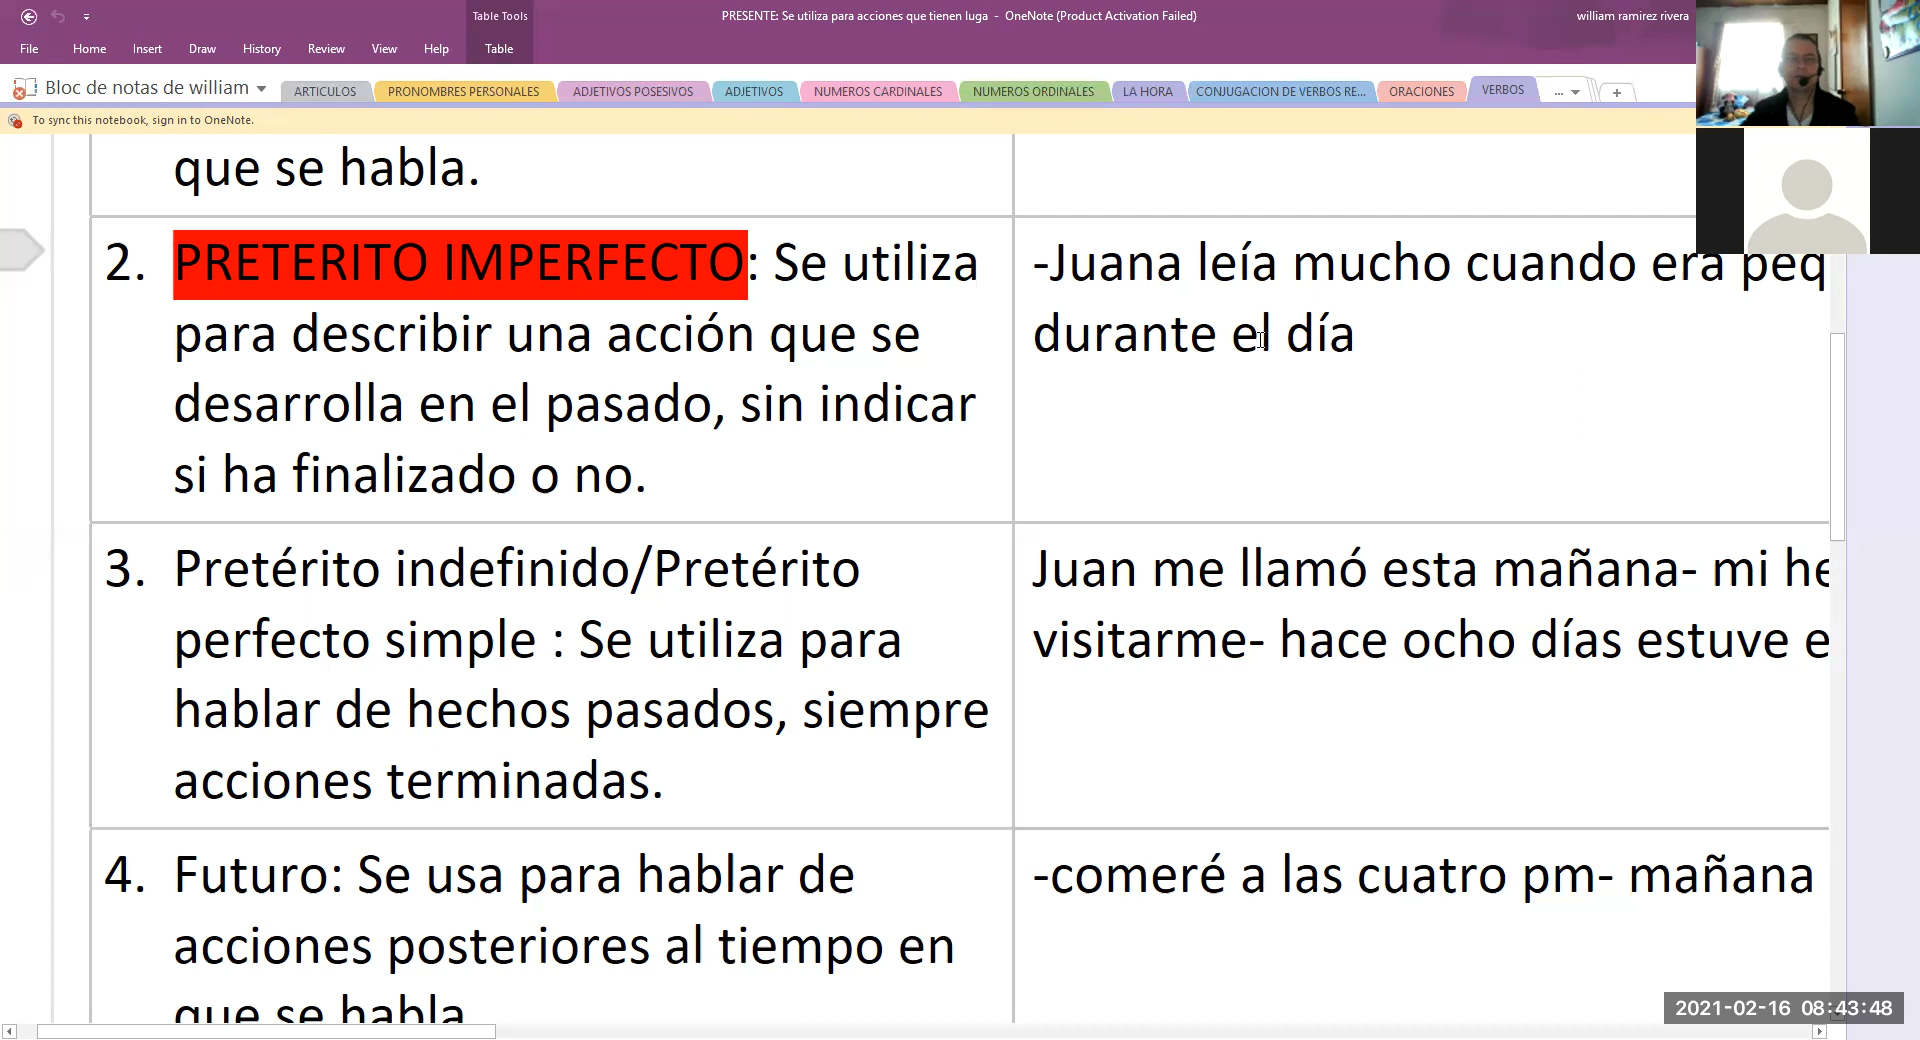 Table Tools
PRESENTE: Se utiliza para acciones que tienen luga - OneNote (Product Activation Failed)
william ramirez rivera
File Home Insert Draw History Review View Help Table
Bloc de notas de william
ARTICULOS PRONOMBRES PERSONALES ADJETIVOS POSESIVOS ADJETIVOS NUMEROS CARDINALES NUMEROS ORDINALES LA HORA CONJUGACION DE VERBOS RE... ORACIONES VERBOS ...
To sync this notebook, sign in to OneNote.
que se habla.
2. PRETERITO IMPERFECTO: Se utiliza
para describir una acción que se
desarrolla en el pasado, sin indicar
si ha finalizado o no.
-Juana leía mucho cuando era peq
durante el día
3. Pretérito indefinido/Pretérito
perfecto simple : Se utiliza para
hablar de hechos pasados, siempre
acciones terminadas.
Juan me llamó esta mañana- mi he
visitarme- hace ocho días estuve e
4. Futuro: Se usa para hablar de
acciones posteriores al tiempo en
que se habla
-comeré a las cuatro pm- mañana
2021-02-16 08:43:48